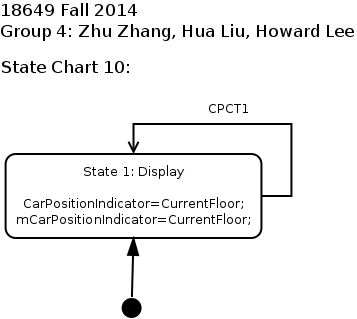 18649 Fall 2014
Group 4: Zhu Zhang, Hua Liu, Howard Lee
State Chart 10:
CPCT1
State 1: Display
CarPositionIndicator=CurrentFloor;
mCarPositionIndicator=CurrentFloor;